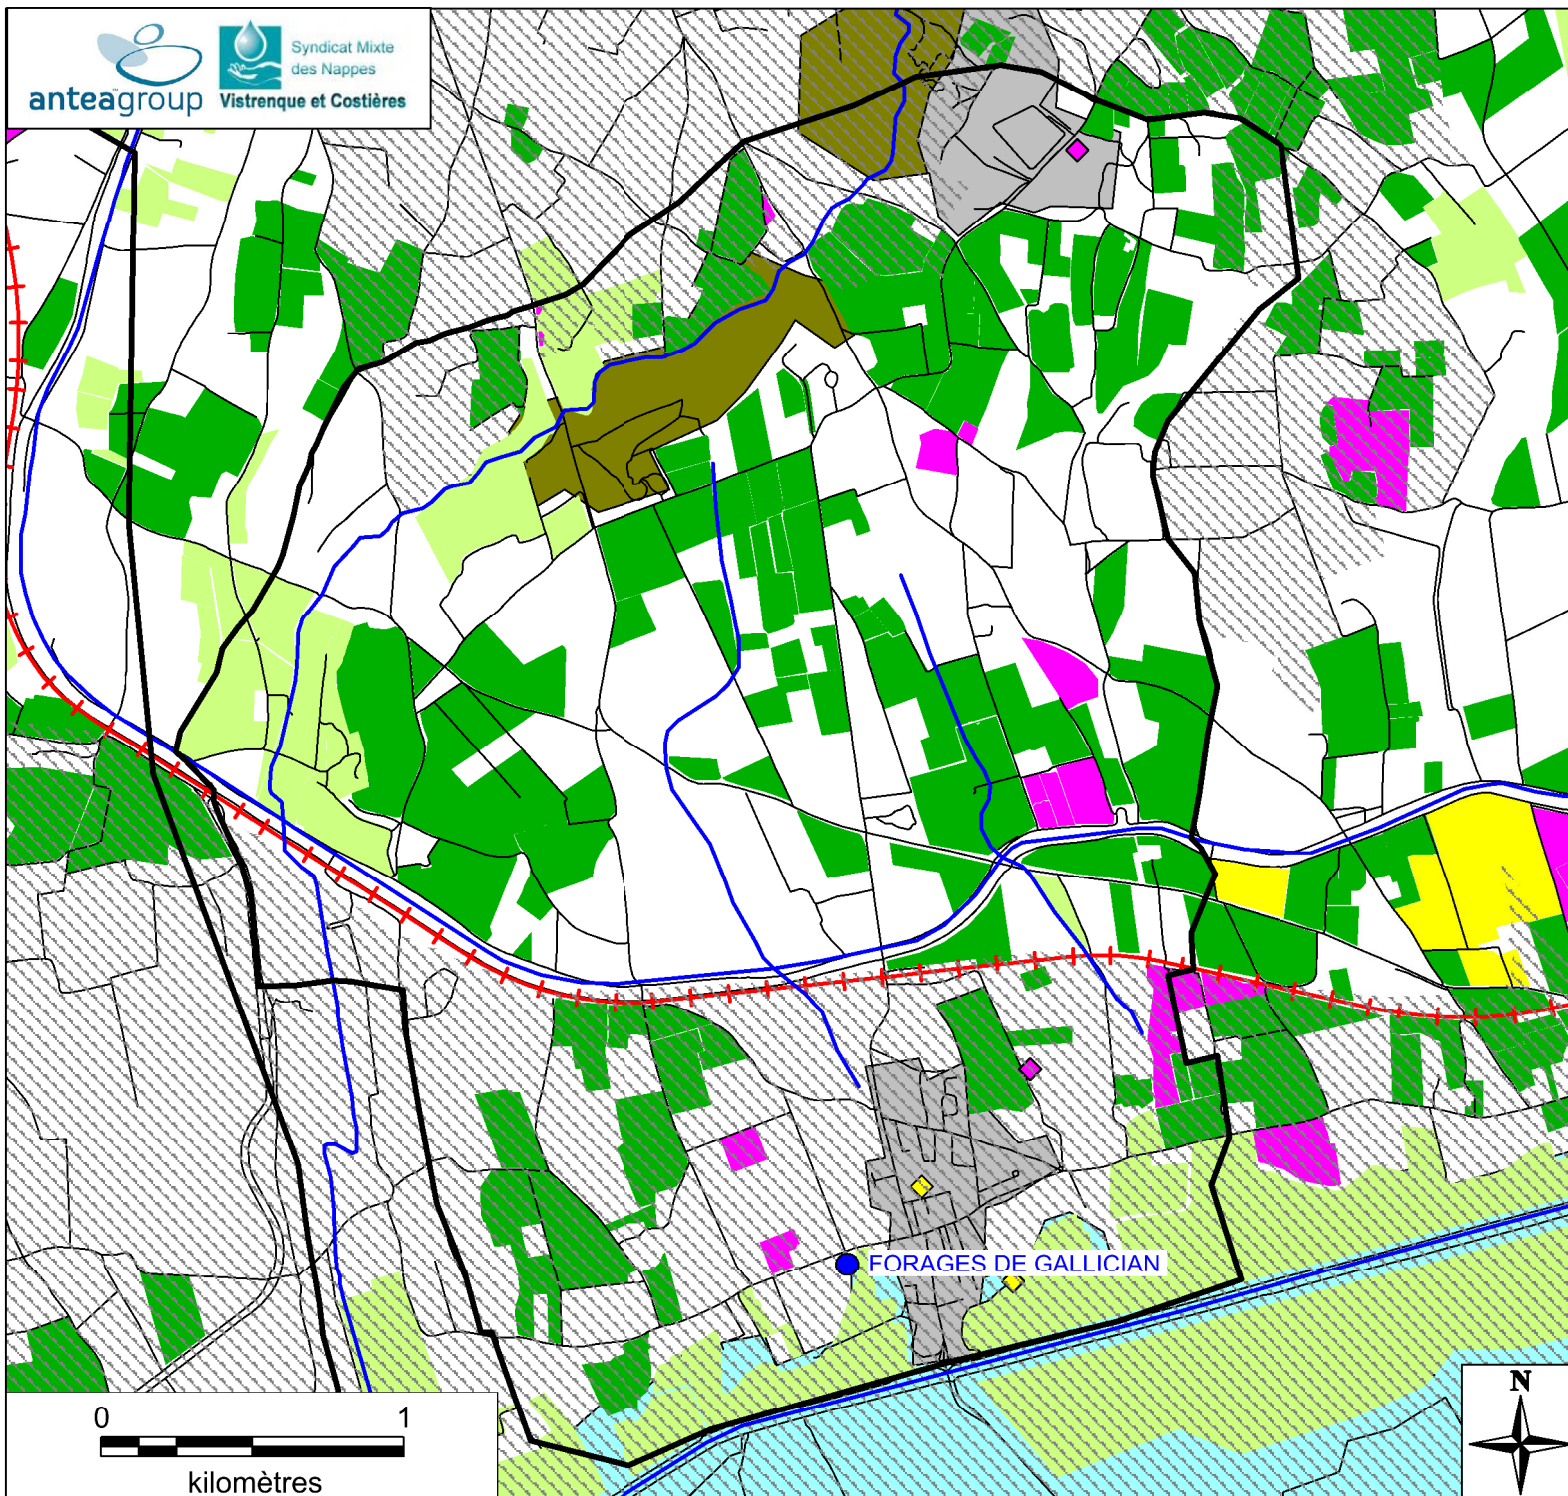 anteagroup
Syndicat Mixte
des Nappes
Vistrenque et Costières
FORAGES DE GALLICIAN
0 1
kilomètres
N